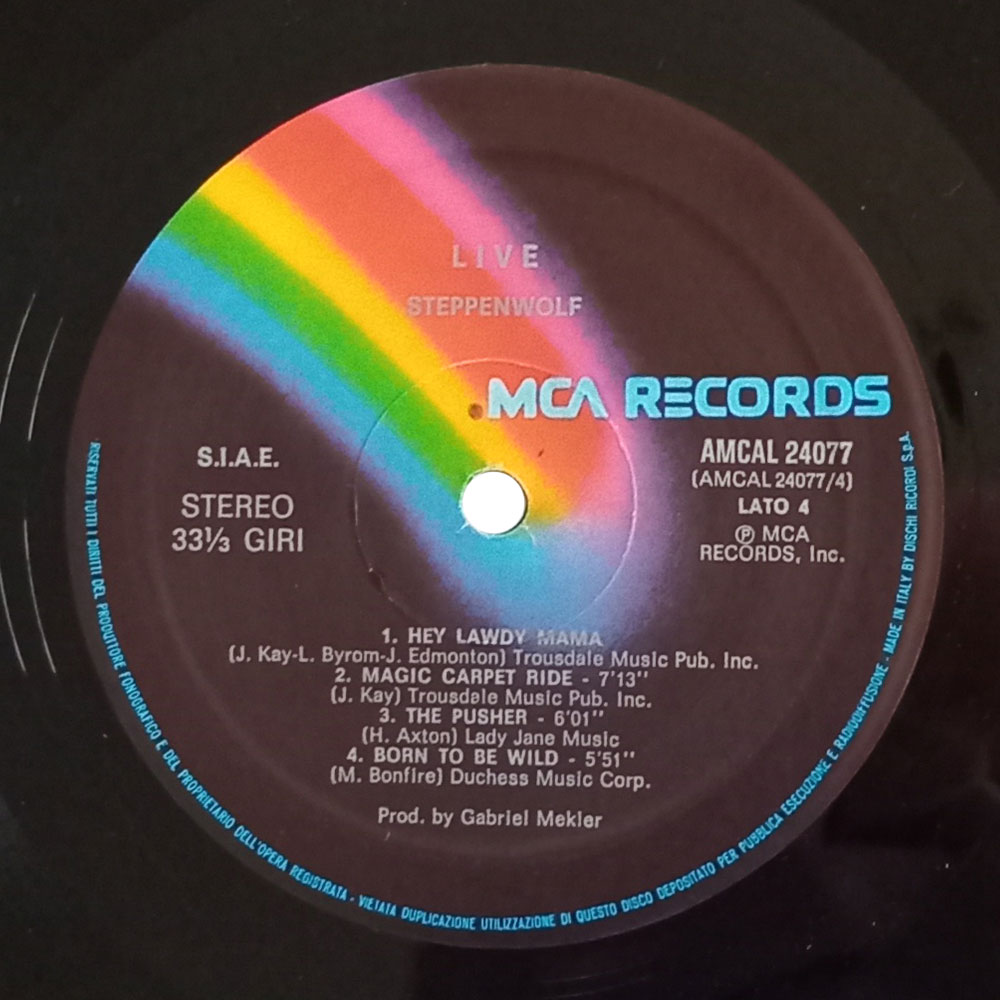 LIVE
STEPPENWOLF
MCA RECORDS
S.I.A.E.
STEREO
33⅓ GIRI
AMCAL 24077
(AMCAL 24077/4)
LATO 4
℗ MCA
RECORDS, Inc.
1. HEY LAWDY MAMA
(J. Kay-L. Byrom-J. Edmonton) Trousdale Music Pub. Inc.
2. MAGIC CARPET RIDE - 7'13"
(J. Kay) Trousdale Music Pub. Inc.
3. THE PUSHER - 6'01"
(H. Axton) Lady Jane Music
4. BORN TO BE WILD - 5'51"
(M. Bonfire) Duchess Music Corp.
Prod. by Gabriel Mekler
RISERVATI TUTTI I DIRITTI DEL PRODUTTORE FONOGRAFICO E DEL PROPRIETARIO DELL'OPERA REGISTRATA - VIETATA DUPLICAZIONE UTILIZZAZIONE DI QUESTO DISCO DEPOSITATO PER PUBBLICA ESECUZIONE E RADIODIFFUSIONE - MADE IN ITALY BY DISCHI RICORDI S.p.A.